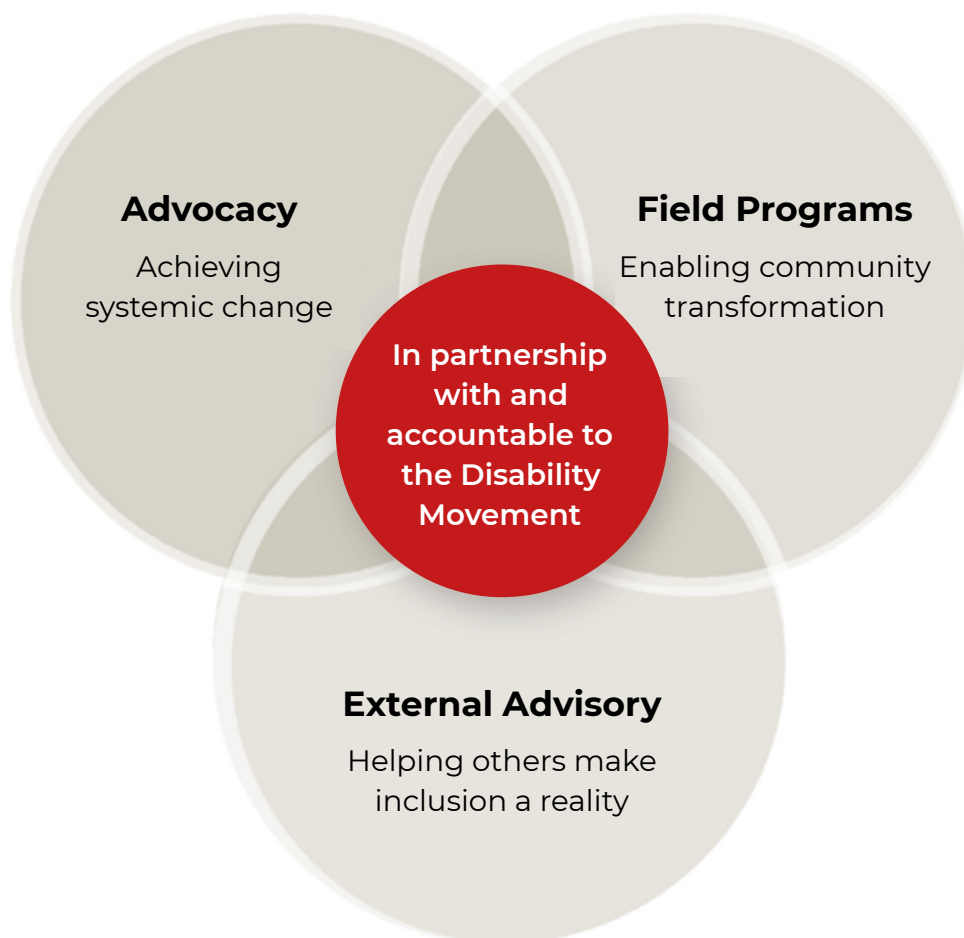 Advocacy
Achieving
systemic change
Field Programs
Enabling community
transformation
In partnership
with and
accountable to
the Disability
Movement
External Advisory
Helping others make
inclusion a reality